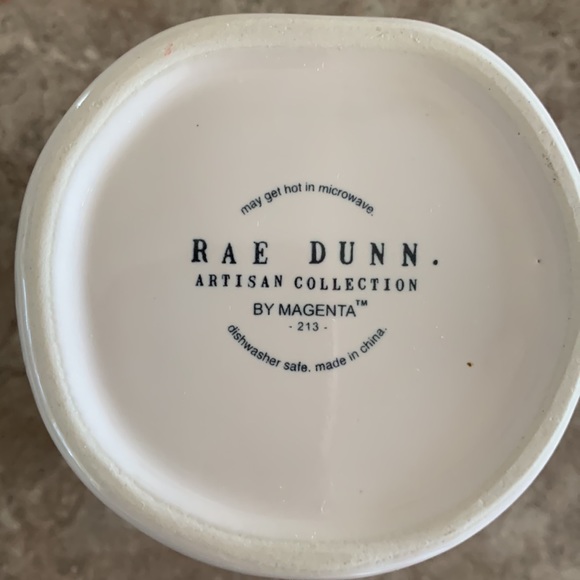 may get hot in microwave.
RAE DUNN.
ARTISAN COLLECTION
BY MAGENTA™
- 213 -
dishwasher safe. made in china.